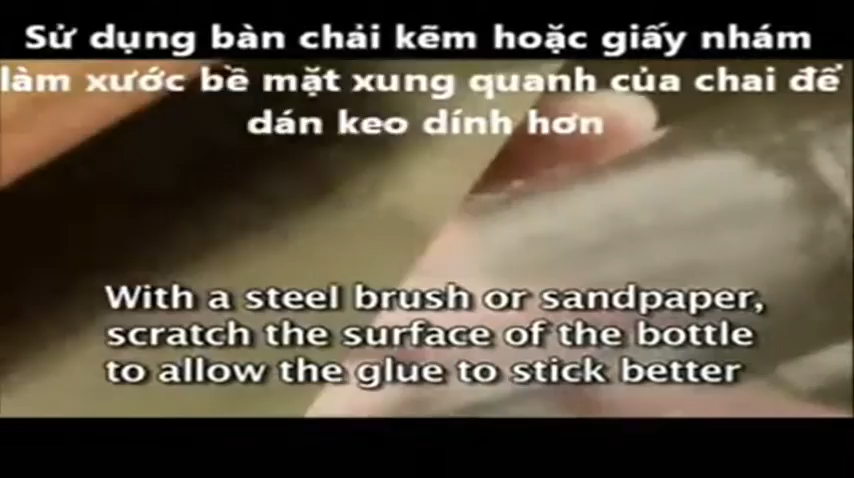 Sử dụng bàn chải kẽm hoặc giấy nhám
làm xước bề mặt xung quanh của chai để
dán keo dính hơn
With a steel brush or sandpaper,
scratch the surface of the bottle
to allow the glue to stick better